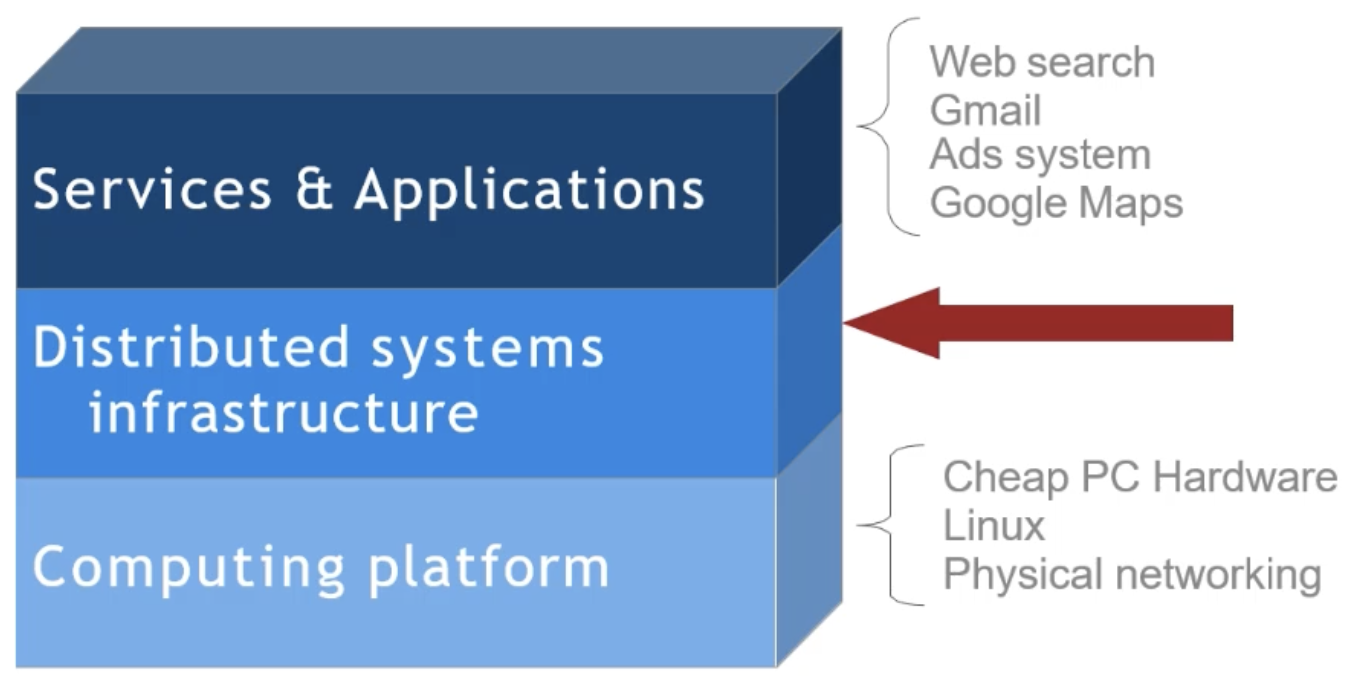 Services & Applications
Web search
Gmail
Ads system
Google Maps
Distributed systems
infrastructure
Computing platform
Cheap PC Hardware
Linux
Physical networking